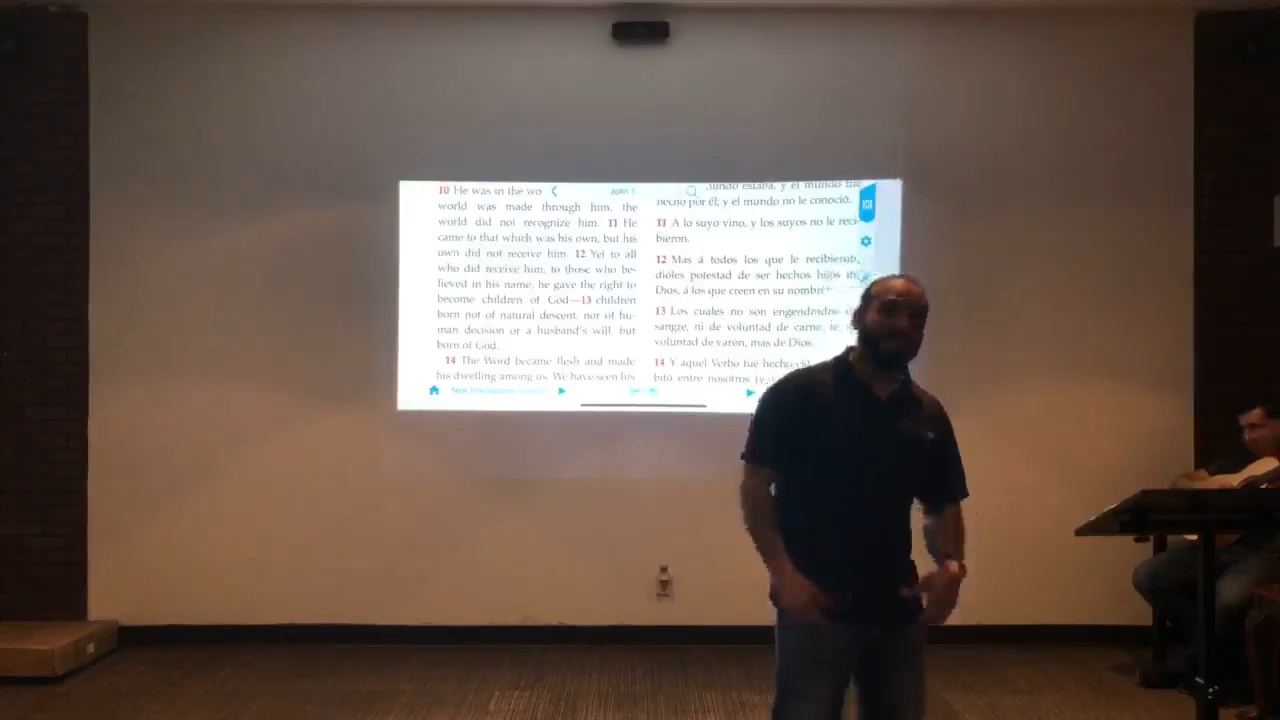 10 He was in the wo
John 1
world was made through him, the
world did not recognize him. 11 He
came to that which was his own, but his
own did not receive him. 12 Yet to all
who did receive him, to those who be-
lieved in his name, he gave the right to
become children of God—13 children
born not of natural descent, nor of hu-
man decision or a husband's will, but
born of God.
14 The Word became flesh and made
his dwelling among us. We have seen his
New International
estaba, y el mundo fue
hecho por él; y el mundo no le conoció.
11 A lo suyo vino, y los suyos no le reci-
bieron.
12 Mas á todos los que le recibieron,
dióles potestad de ser hechos hijos
Dios, á los que creen en su nombre
13 Los cuales no son engendrados
sangre, ni de voluntad de carne,
voluntad de varón, mas de Dios.
14 Y aquel Verbo fué hecho
bitó entre nosotros (y